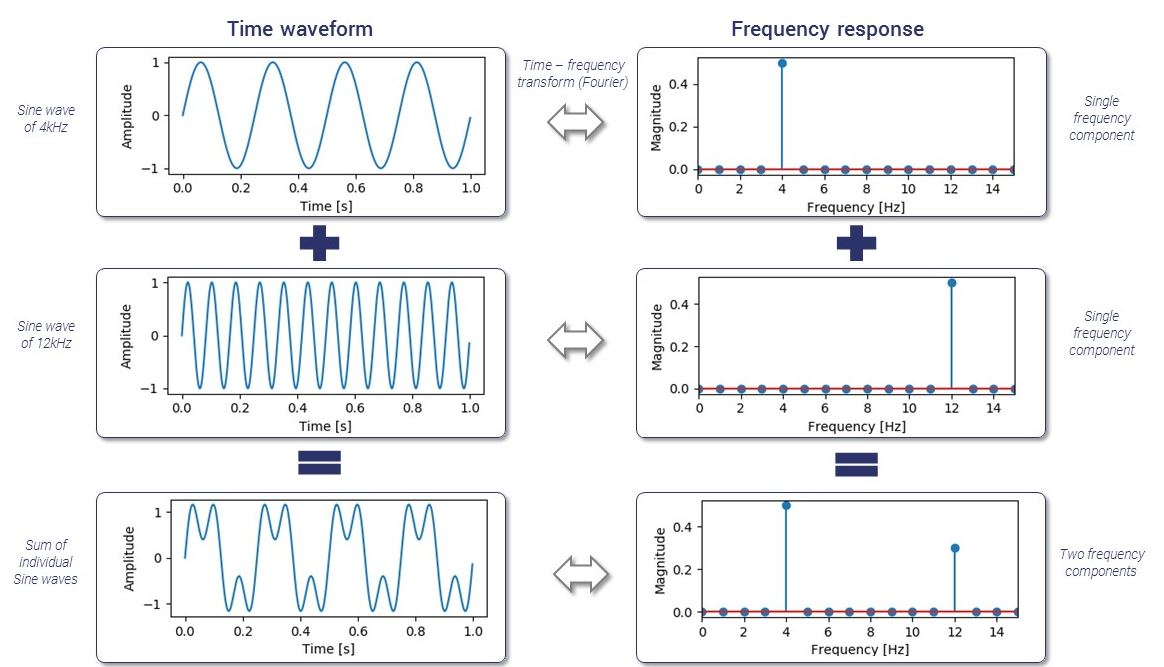 Time waveform
Frequency response
Sine wave
of 4kHz
1
0
−1
Amplitude
0.0 0.2 0.4 0.6 0.8 1.0
Time [s]
Time – frequency
transform (Fourier)
0.4
0.2
0.0
Magnitude
0 2 4 6 8 10 12 14
Frequency [Hz]
Single
frequency
component
Sine wave
of 12kHz
1
0
−1
Amplitude
0.0 0.2 0.4 0.6 0.8 1.0
Time [s]
0.4
0.2
0.0
Magnitude
0 2 4 6 8 10 12 14
Frequency [Hz]
Single
frequency
component
Sum of
individual
Sine waves
1
0
−1
Amplitude
0.0 0.2 0.4 0.6 0.8 1.0
Time [s]
0.4
0.2
0.0
Magnitude
0 2 4 6 8 10 12 14
Frequency [Hz]
Two frequency
components